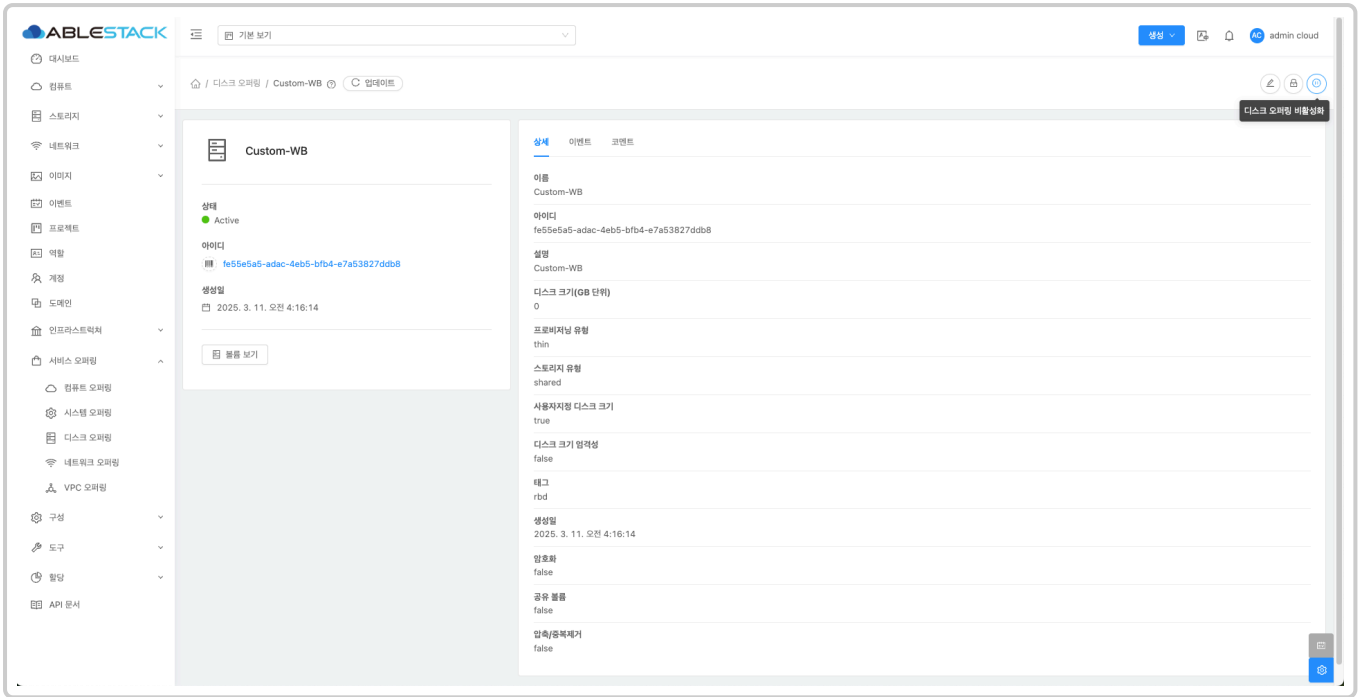 ABLESTACK
기본 보기
생성
AC
admin cloud
대시보드
컴퓨트
스토리지
네트워크
이미지
이벤트
프로젝트
역할
계정
도메인
인프라스트럭쳐
서비스 오퍼링
컴퓨트 오퍼링
시스템 오퍼링
디스크 오퍼링
네트워크 오퍼링
VPC 오퍼링
구성
도구
할당
API 문서
/ 디스크 오퍼링 / Custom-WB
업데이트
디스크 오퍼링 비활성화
Custom-WB
상태
Active
아이디
fe55e5a5-adac-4eb5-bfb4-e7a53827ddb8
생성일
2025. 3. 11. 오전 4:16:14
볼륨 보기
상세 이벤트 코멘트
이름
Custom-WB
아이디
fe55e5a5-adac-4eb5-bfb4-e7a53827ddb8
설명
Custom-WB
디스크 크기(GB 단위)
0
프로비저닝 유형
thin
스토리지 유형
shared
사용자지정 디스크 크기
true
디스크 크기 엄격성
false
태그
rbd
생성일
2025. 3. 11. 오전 4:16:14
암호화
false
공유 볼륨
false
압축/중복제거
false